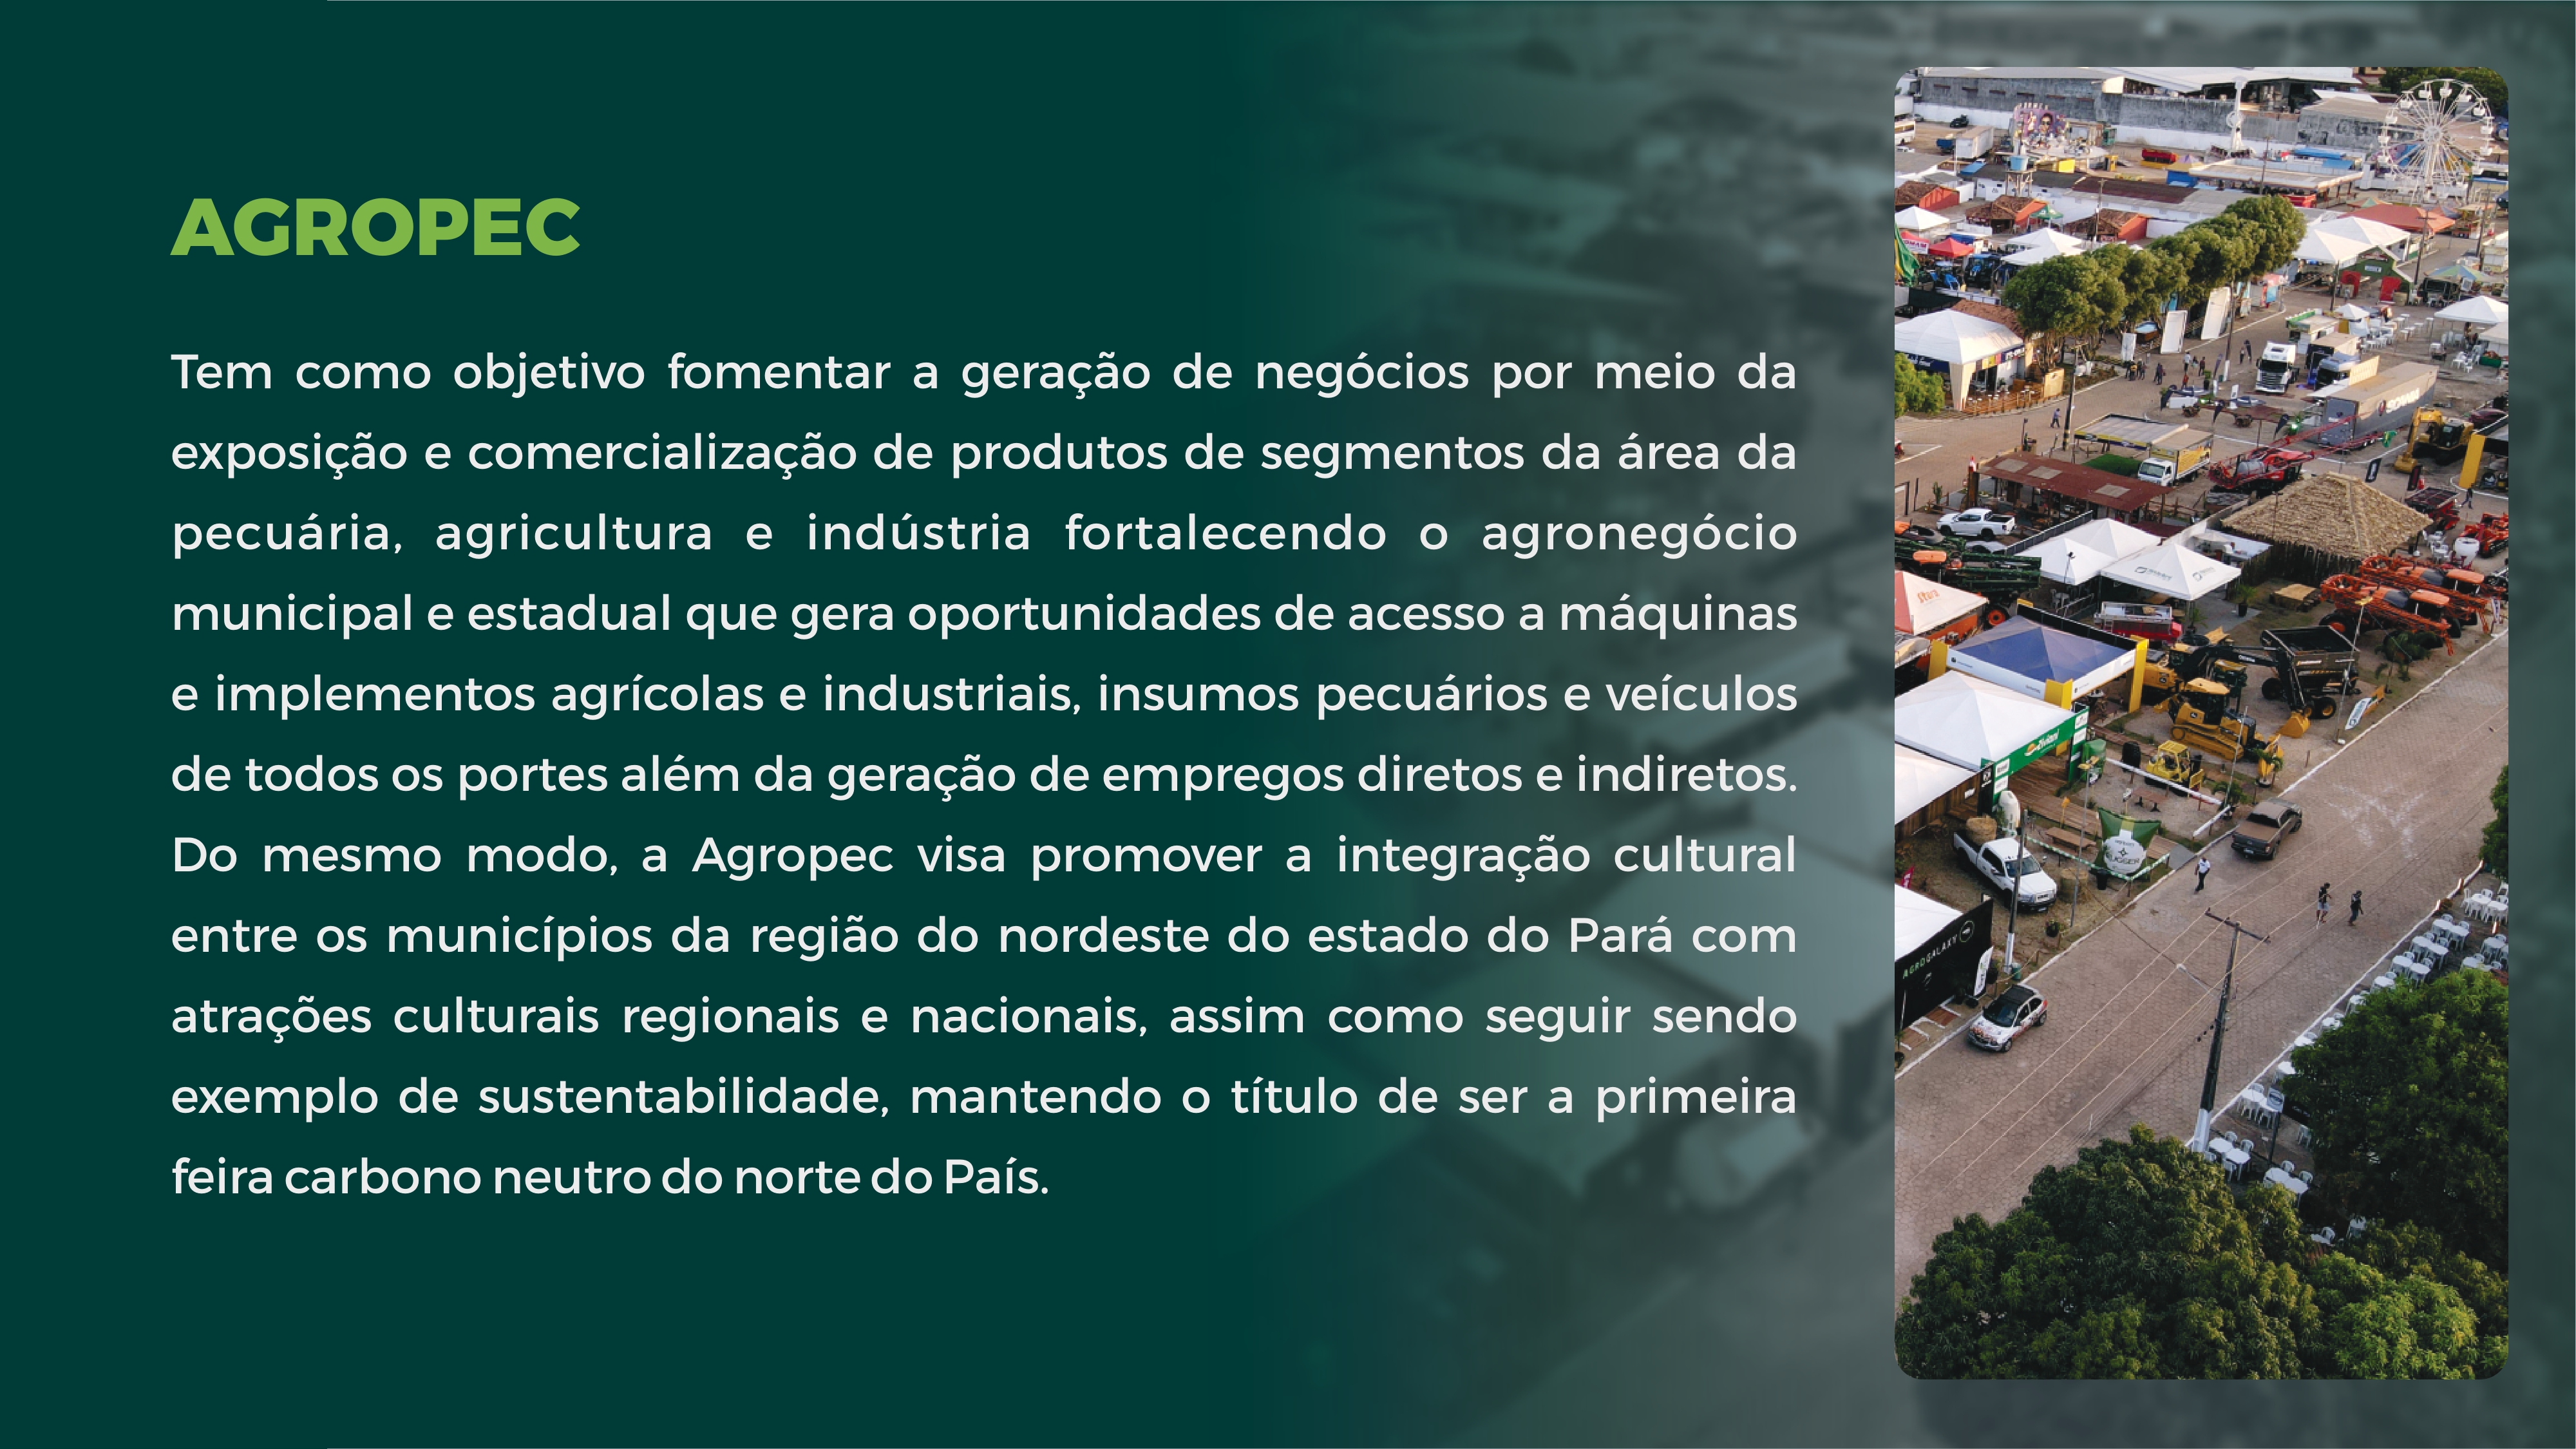 AGROPEC
Tem como objetivo fomentar a geração de negócios por meio da
exposição e comercialização de produtos de segmentos da área da
pecuária, agricultura e indústria fortalecendo o agronegócio
municipal e estadual que gera oportunidades de acesso a máquinas
e implementos agrícolas e industriais, insumos pecuários e veículos
de todos os portes além da geração de empregos diretos e indiretos.
Do mesmo modo, a Agropec visa promover a integração cultural
entre os municípios da região do nordeste do estado do Pará com
atrações culturais regionais e nacionais, assim como seguir sendo
exemplo de sustentabilidade, mantendo o título de ser a primeira
feira carbono neutro do norte do País.
SCANIA
Stara
AGROGALAXY